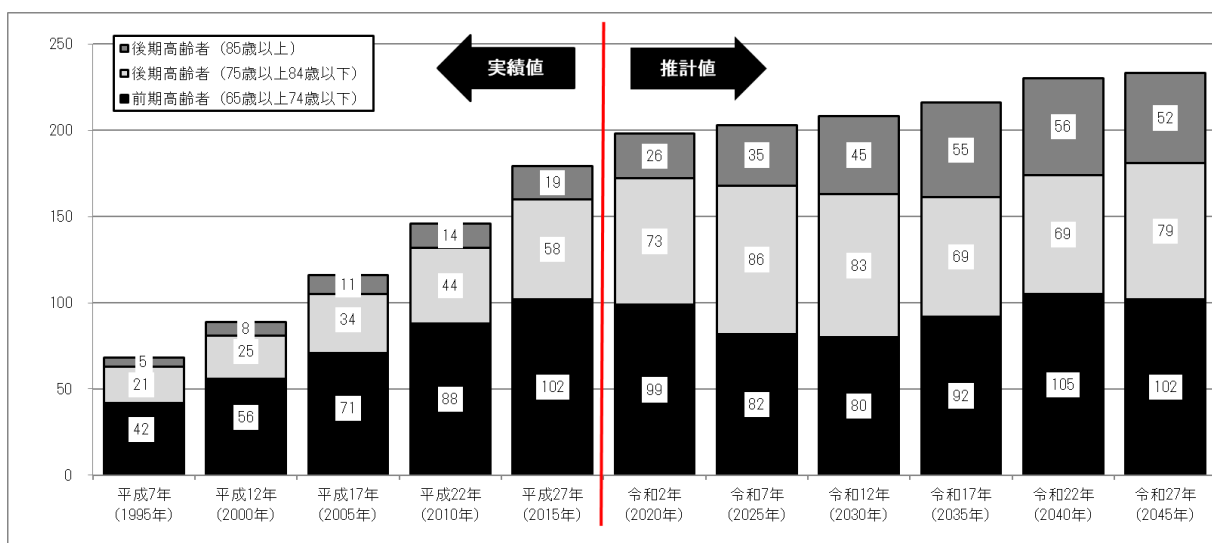 250
200
150
100
50
0
■後期高齢者（85歳以上）
□後期高齢者（75歳以上84歳以下）
■前期高齢者（65歳以上74歳以下）
実績値
推計値
5
21
42
8
25
56
11
34
71
14
44
88
19
58
102
26
73
99
35
86
82
45
83
80
55
69
92
56
69
105
52
79
102
平成7年
(1995年)
平成12年
(2000年)
平成17年
(2005年)
平成22年
(2010年)
平成27年
(2015年)
令和2年
(2020年)
令和7年
(2025年)
令和12年
(2030年)
令和17年
(2035年)
令和22年
(2040年)
令和27年
(2045年)